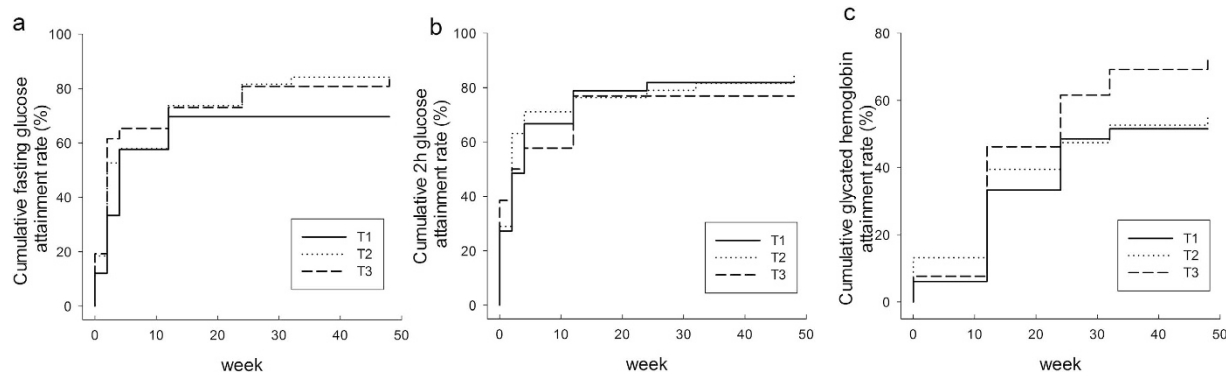 a
Cumulative fasting glucose
attainment rate (%)
100
80
60
40
20
0
0 10 20 30 40 50
week
T1
T2
T3
b
Cumulative 2h glucose
attainment rate (%)
100
80
60
40
20
0
0 10 20 30 40 50
week
T1
T2
T3
c
Cumulative glycated hemoglobin
attainment rate (%)
80
60
40
20
0
0 10 20 30 40 50
week
T1
T2
T3